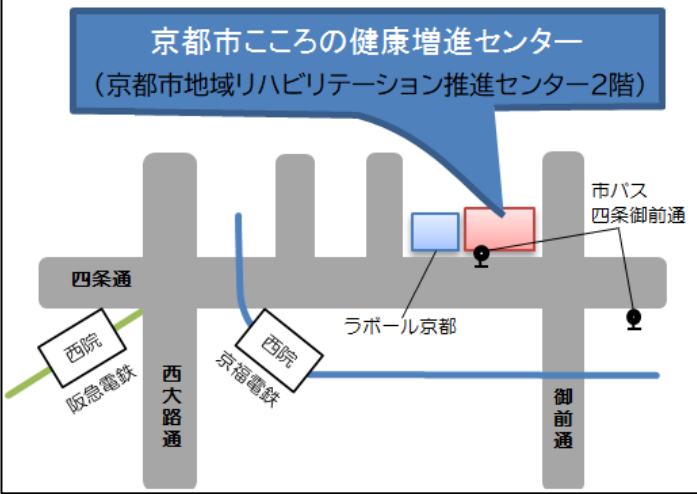 京都市こころの健康増進センター
（京都市地域リハビリテーション推進センター2階）
市バス
四条御前通
四条通
ラボール京都
西院
阪急電鉄
西院
京福電鉄
西大路通
御前通